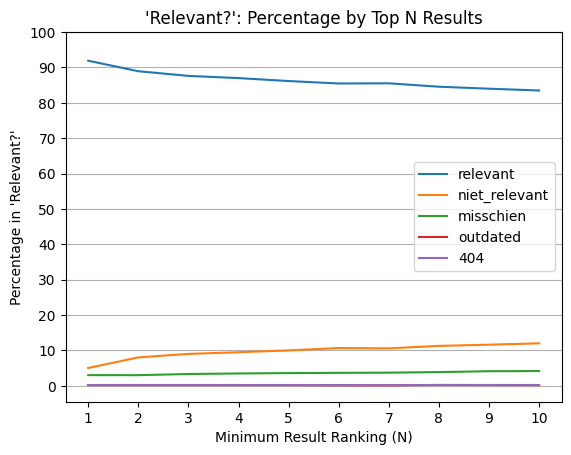 'Relevant?': Percentage by Top N Results
Percentage in 'Relevant?'
100
90
80
70
60
50
40
30
20
10
0
relevant
niet_relevant
misschien
outdated
404
1 2 3 4 5 6 7 8 9 10
Minimum Result Ranking (N)